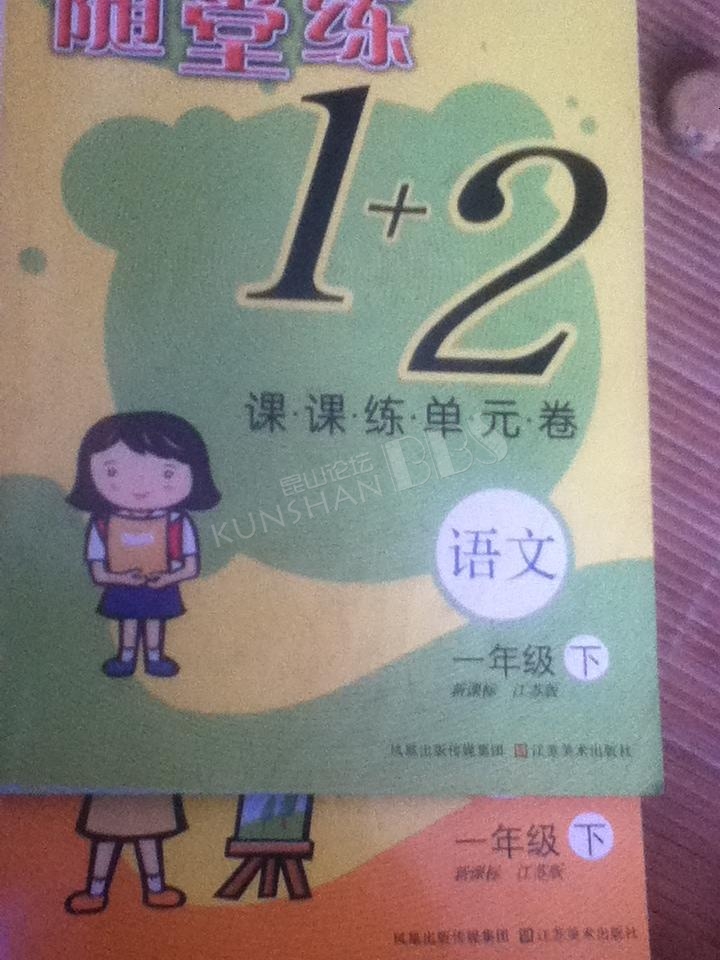 随堂练
1+2
课·课·练·单·元·卷
昆山论坛
KUNSHAN BBS
语文
一年级 下
新课标 江苏版
凤凰出版传媒集团 江苏美术出版社
一年级 下
新课标 江苏版
凤凰出版传媒集团 江苏美术出版社